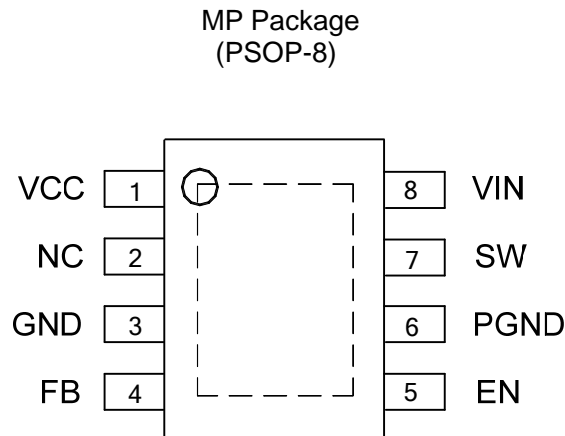 MP Package
(PSOP-8)
VCC 1 8 VIN
NC 2 7 SW
GND 3 6 PGND
FB 4 5 EN